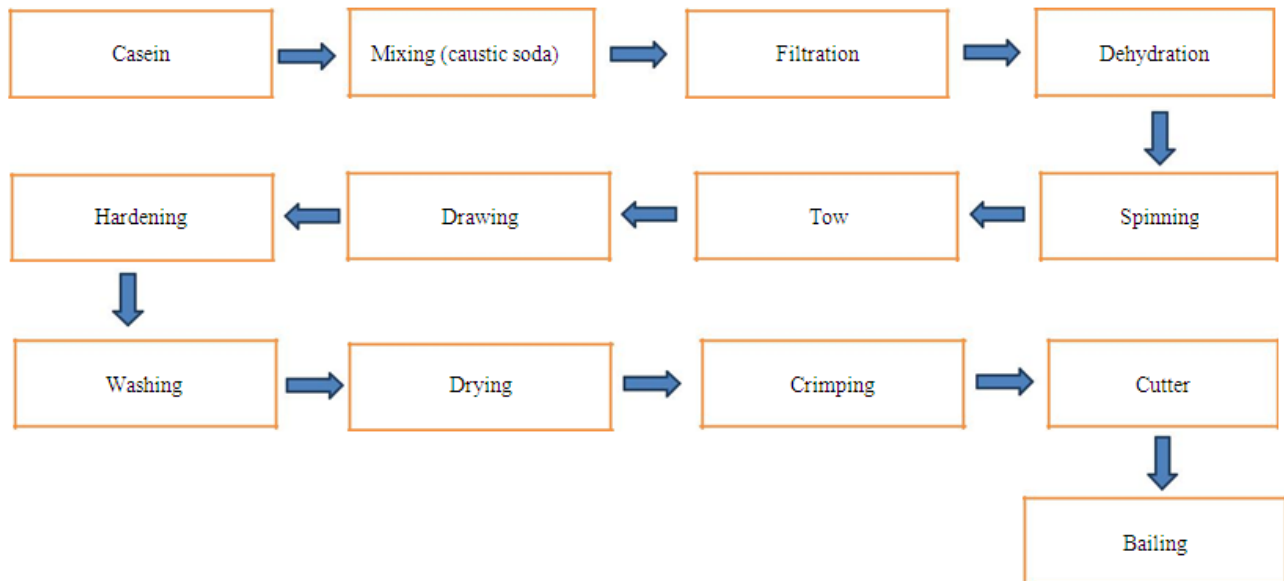 Casein
Mixing (caustic soda)
Filtration
Dehydration
Spinning
Tow
Drawing
Hardening
Washing
Drying
Crimping
Cutter
Bailing